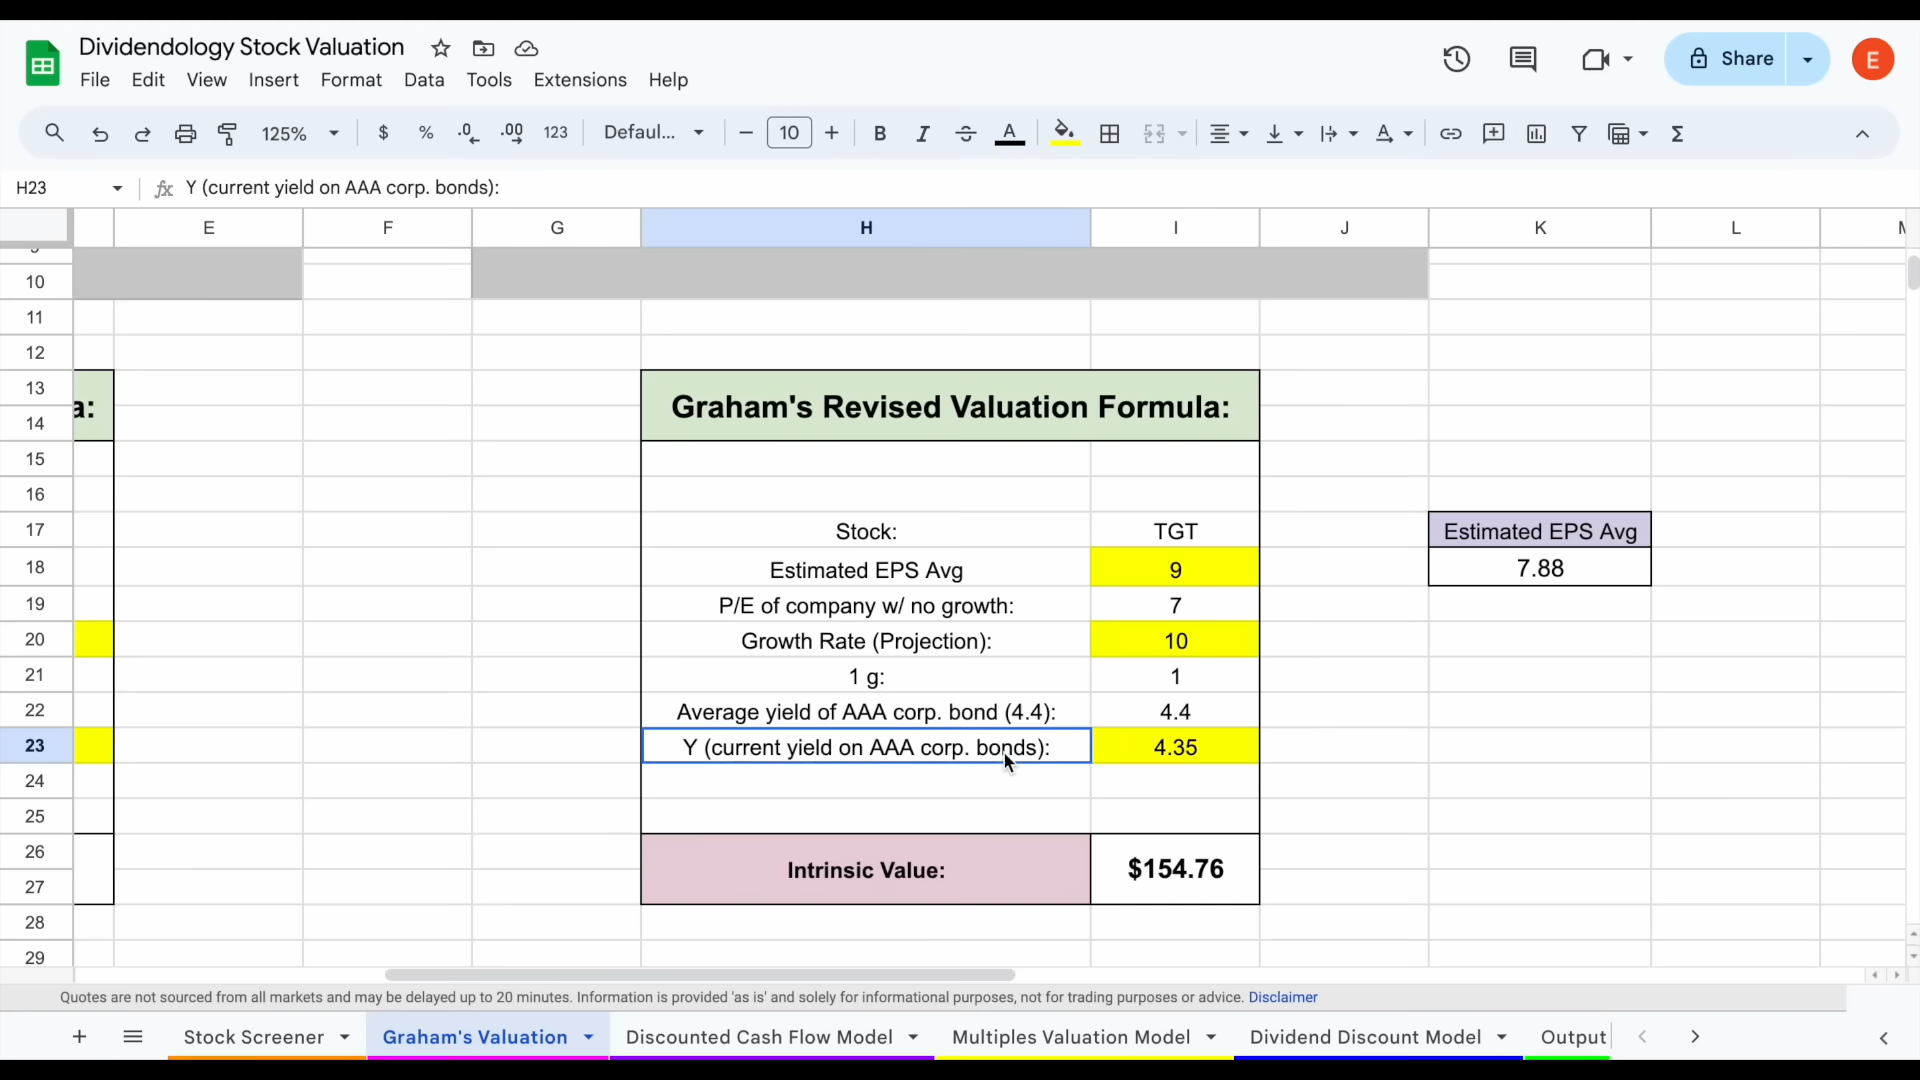 Dividendology Stock Valuation
File Edit View Insert Format Data Tools Extensions Help
Share
E
125% $ % .0 .00 123 Defaul... 10 B I A
H23 fx Y (current yield on AAA corp. bonds):
E F G H I J K L
10
11
12
13
a: Graham's Revised Valuation Formula:
14
15
16
17 Stock: TGT Estimated EPS Avg
18 Estimated EPS Avg 9 7.88
19 P/E of company w/ no growth: 7
20 Growth Rate (Projection): 10
21 1 g: 1
22 Average yield of AAA corp. bond (4.4): 4.4
23 Y (current yield on AAA corp. bonds): 4.35
24
25
26
Intrinsic Value: $154.76
27
28
29
Quotes are not sourced from all markets and may be delayed up to 20 minutes. Information is provided 'as is' and solely for informational purposes, not for trading purposes or advice. Disclaimer
Stock Screener Graham's Valuation Discounted Cash Flow Model Multiples Valuation Model Dividend Discount Model Output